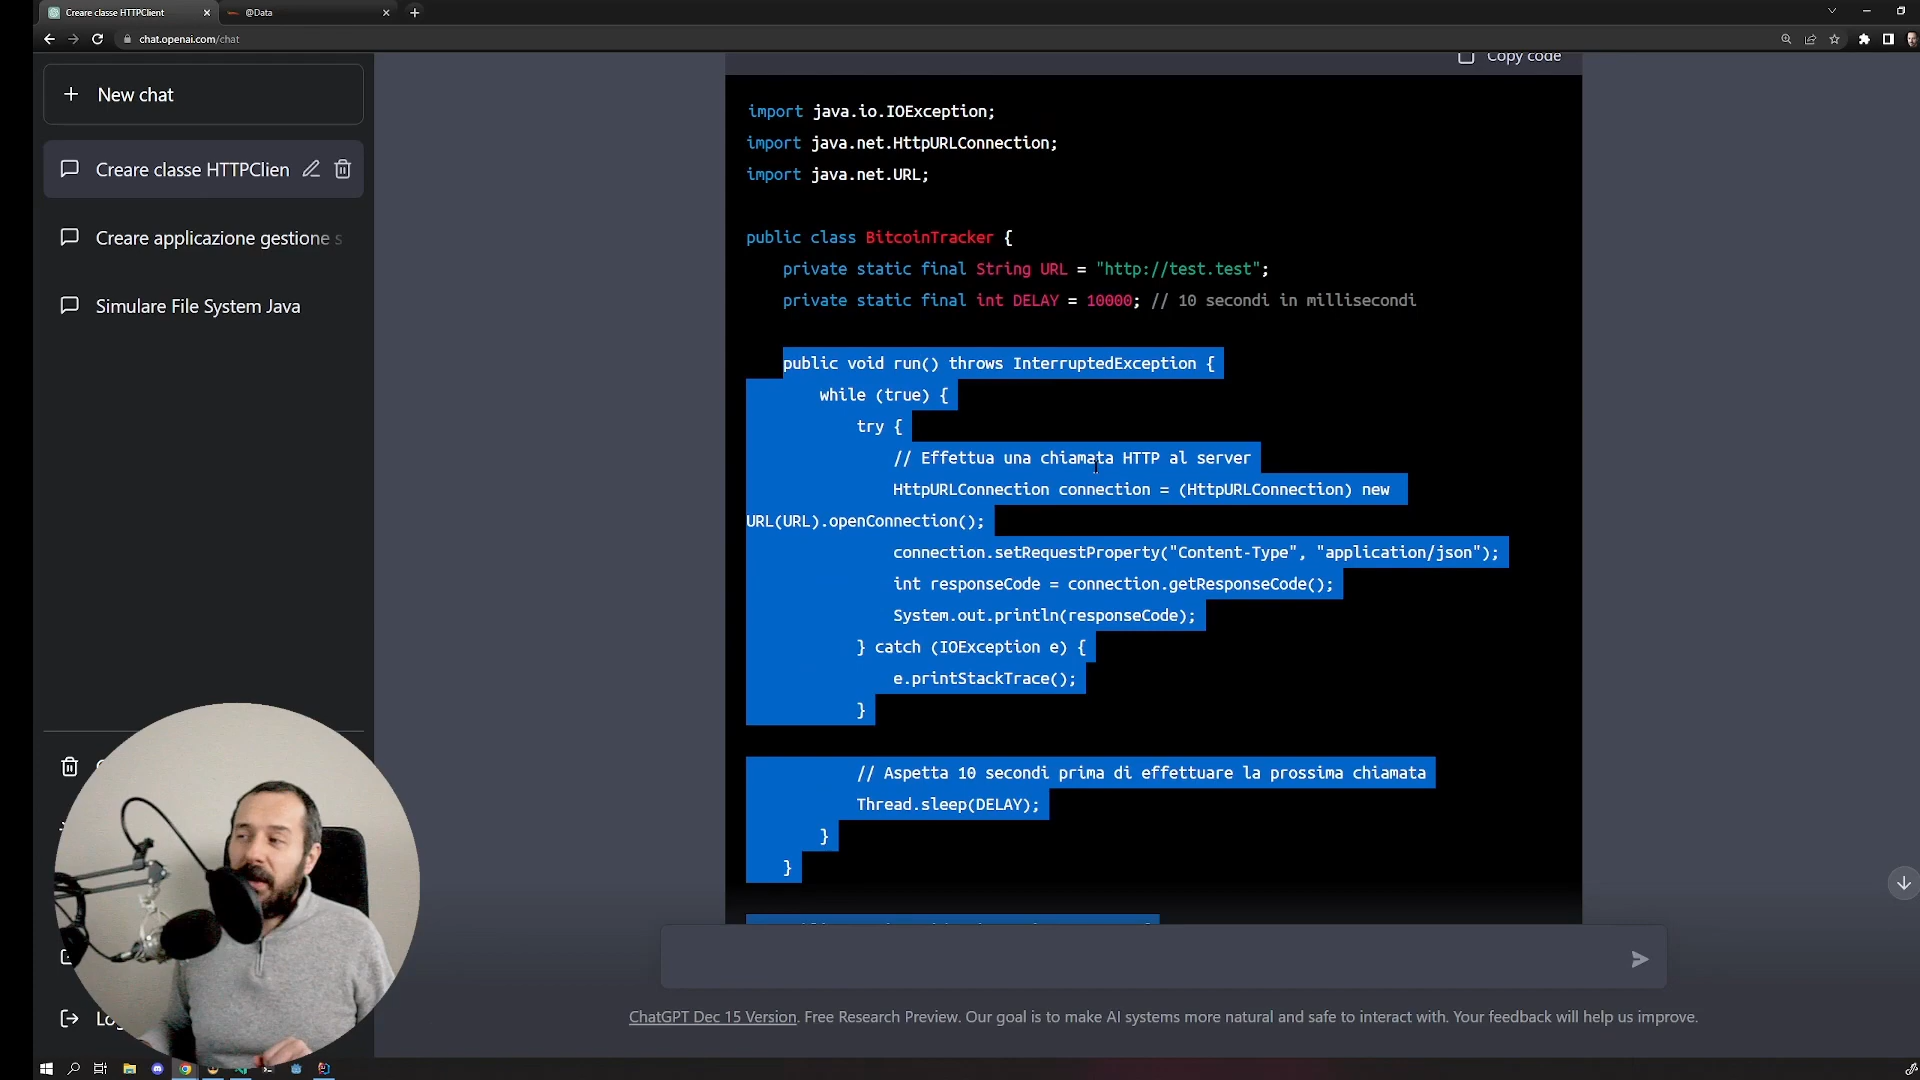 Creare classe HTTPClient
@Data
chat.openai.com/chat
New chat
Creare classe HTTPClien
Creare applicazione gestione s
Simulare File System Java
Copy code
import java.io.IOException;
import java.net.HttpURLConnection;
import java.net.URL;
public class BitcoinTracker {
private static final String URL = "http://test.test";
private static final int DELAY = 10000; // 10 secondi in millisecondi
public void run() throws InterruptedException {
while (true) {
try {
// Effettua una chiamata HTTP al server
HttpURLConnection connection = (HttpURLConnection) new
URL(URL).openConnection();
connection.setRequestProperty("Content-Type", "application/json");
int responseCode = connection.getResponseCode();
System.out.println(responseCode);
} catch (IOException e) {
e.printStackTrace();
}
// Aspetta 10 secondi prima di effettuare la prossima chiamata
Thread.sleep(DELAY);
}
}
ChatGPT Dec 15 Version. Free Research Preview. Our goal is to make AI systems more natural and safe to interact with. Your feedback will help us improve.